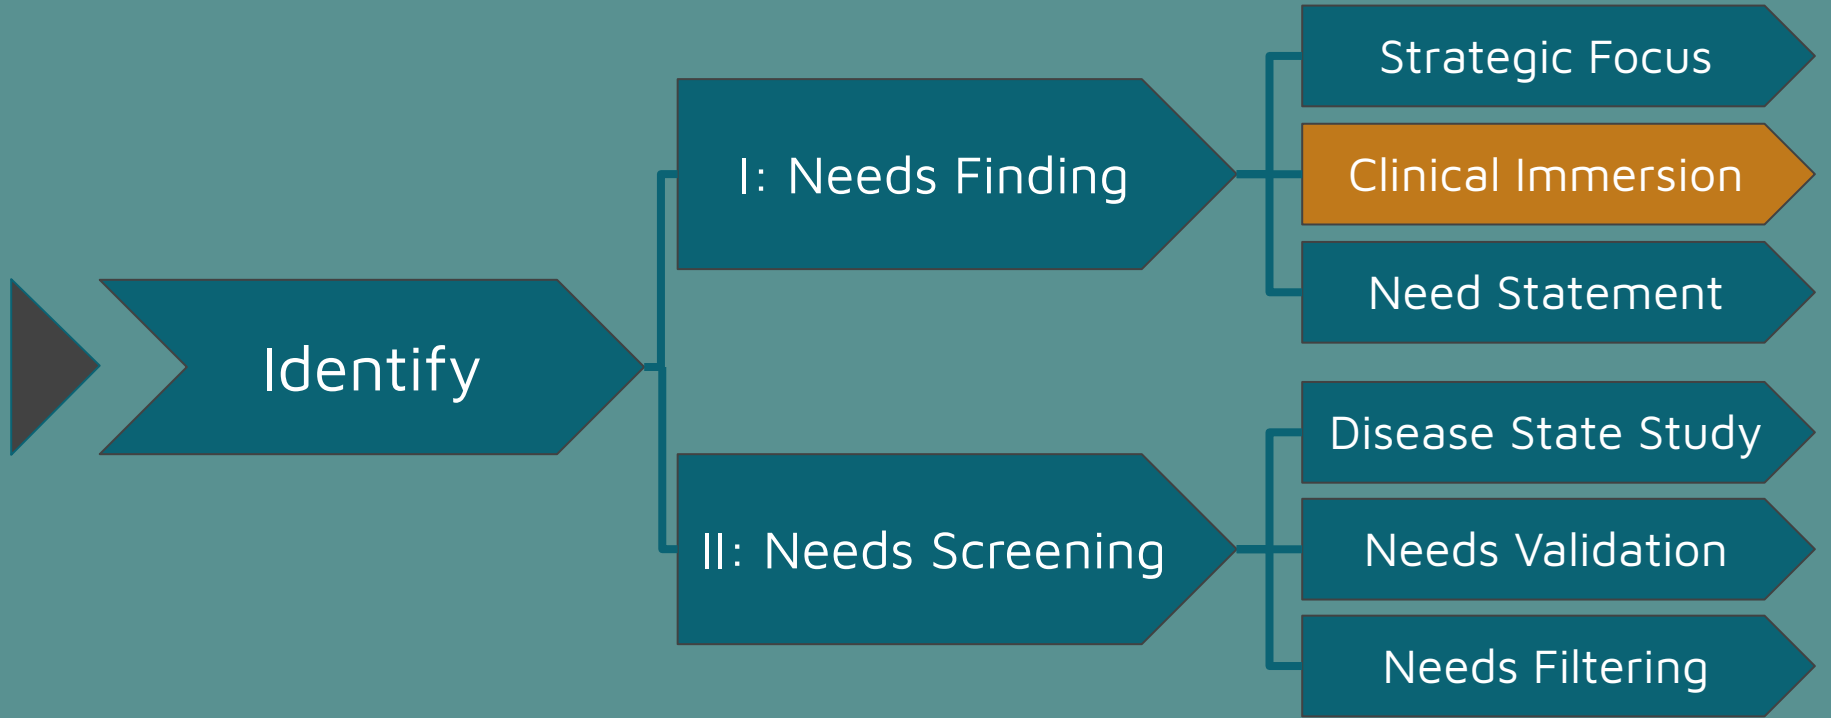 Identify
I: Needs Finding
Strategic Focus
Clinical Immersion
Need Statement
II: Needs Screening
Disease State Study
Needs Validation
Needs Filtering